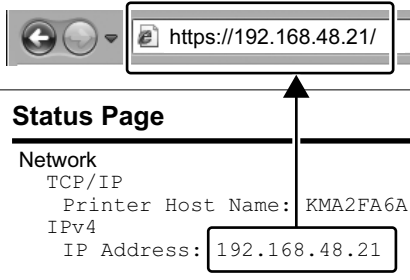 https://192.168.48.21/
Status Page
Network
TCP/IP
Printer Host Name: KMA2FA6A
IPv4
IP Address: 192.168.48.21